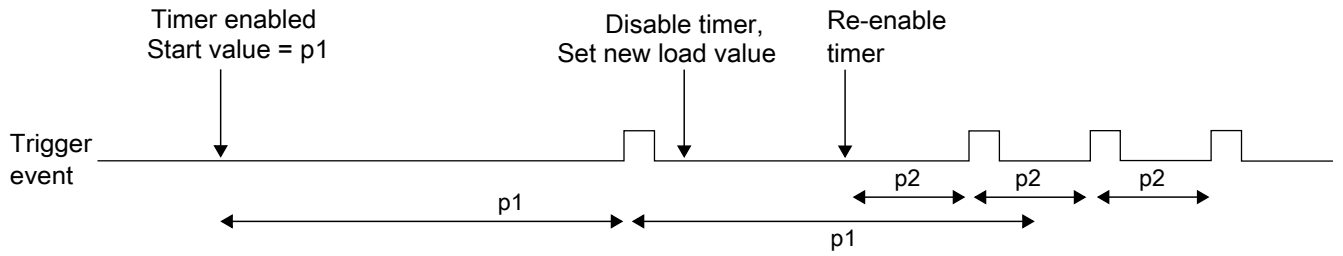 Timer enabled
Start value = p1
Disable timer,
Set new load value
Re-enable
timer
Trigger
event
p2
p2
p2
p1
p1